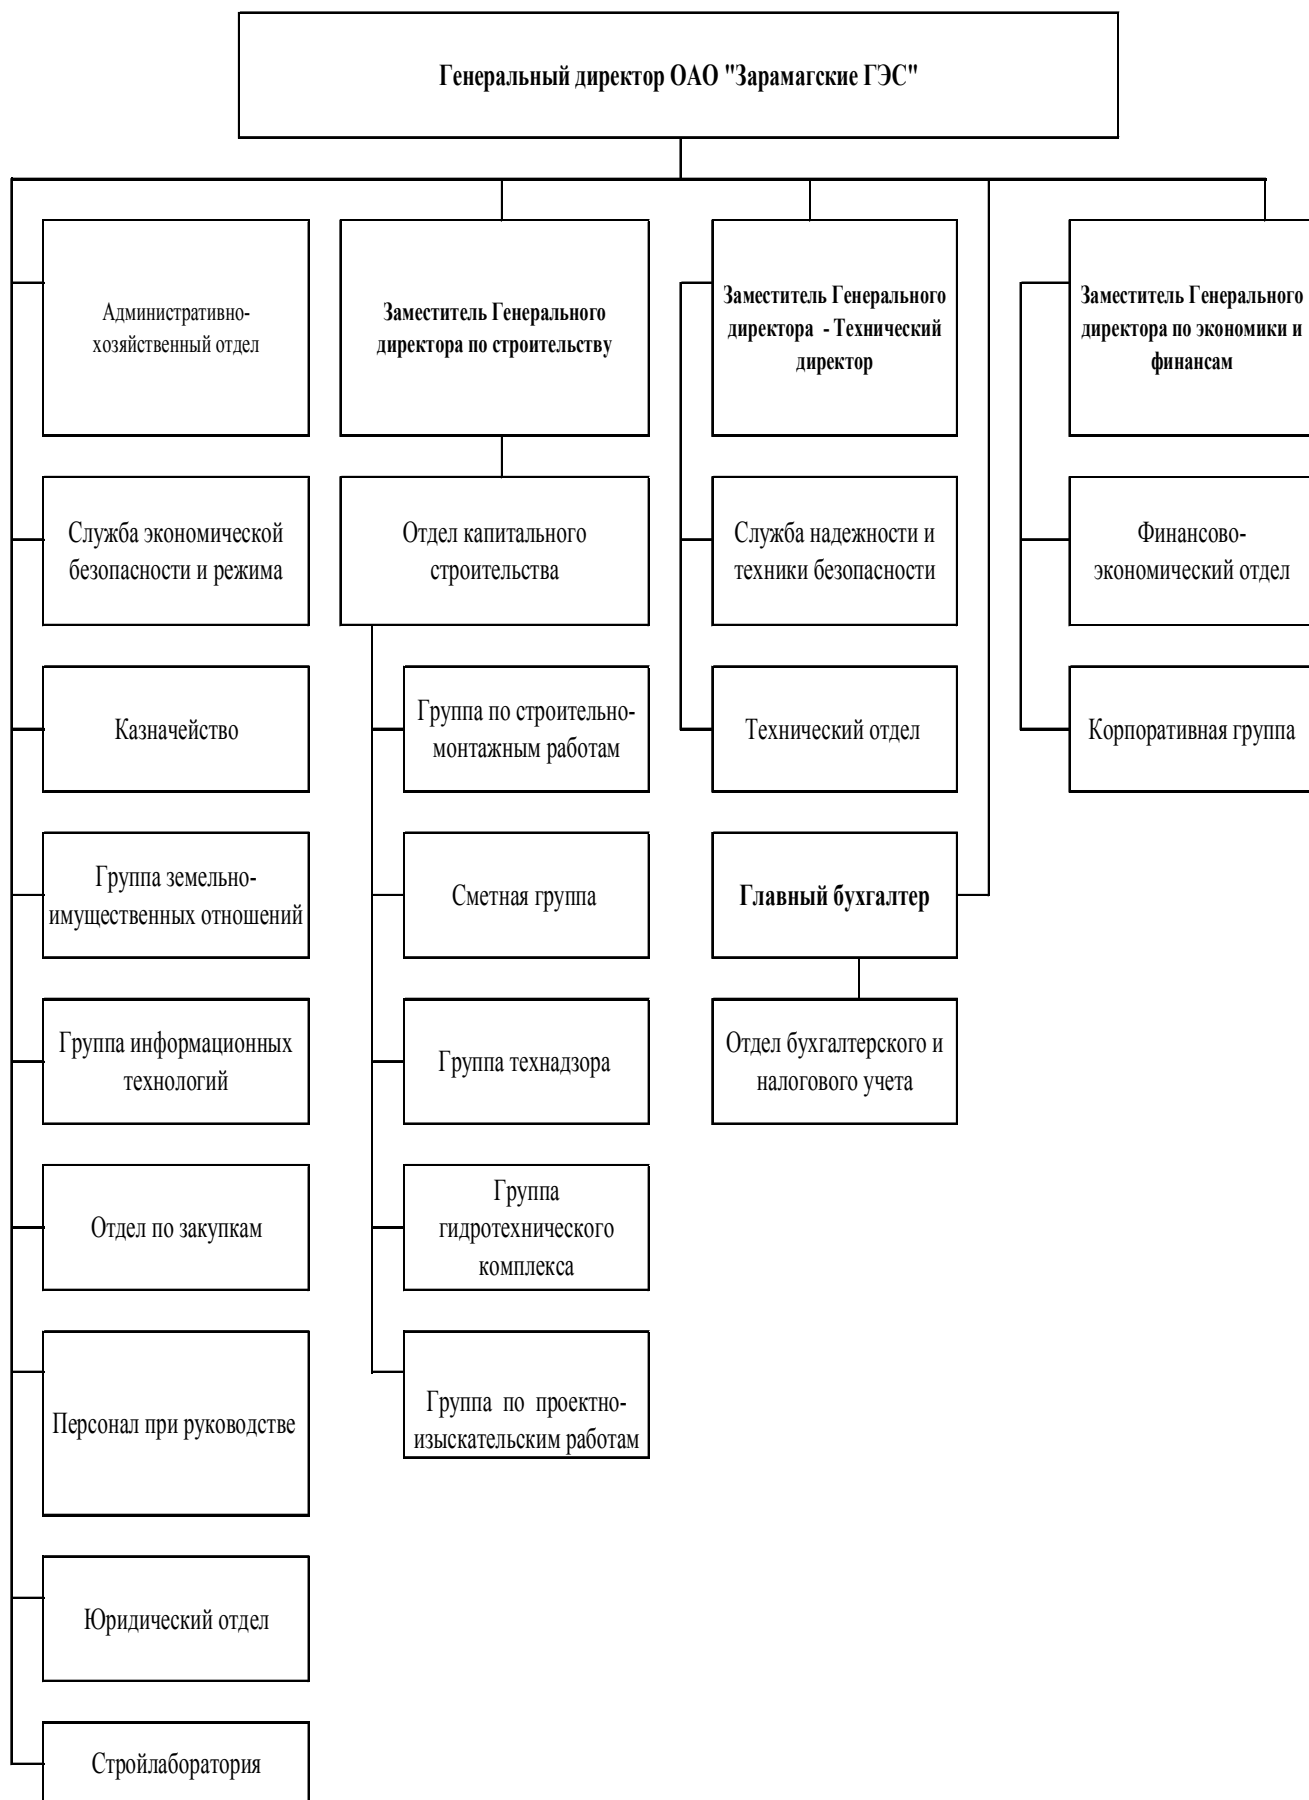 Генеральный директор ОАО "Зарамагские ГЭС"
Административно-
хозяйственный отдел
Заместитель Генерального
директора по строительству
Заместитель Генерального
директора - Технический
директор
Заместитель Генерального
директора по экономики и
финансам
Служба экономической
безопасности и режима
Отдел капитального
строительства
Служба надежности и
техники безопасности
Финансово-
экономический отдел
Казначейство
Группа по строительно-
монтажным работам
Технический отдел
Корпоративная группа
Группа земельно-
имущественных отношений
Сметная группа
Главный бухгалтер
Группа информационных
технологий
Группа технадзора
Отдел бухгалтерского и
налогового учета
Отдел по закупкам
Группа
гидротехнического
комплекса
Персонал при руководстве
Группа по проектно-
изыскательским работам
Юридический отдел
Стройлаборатория